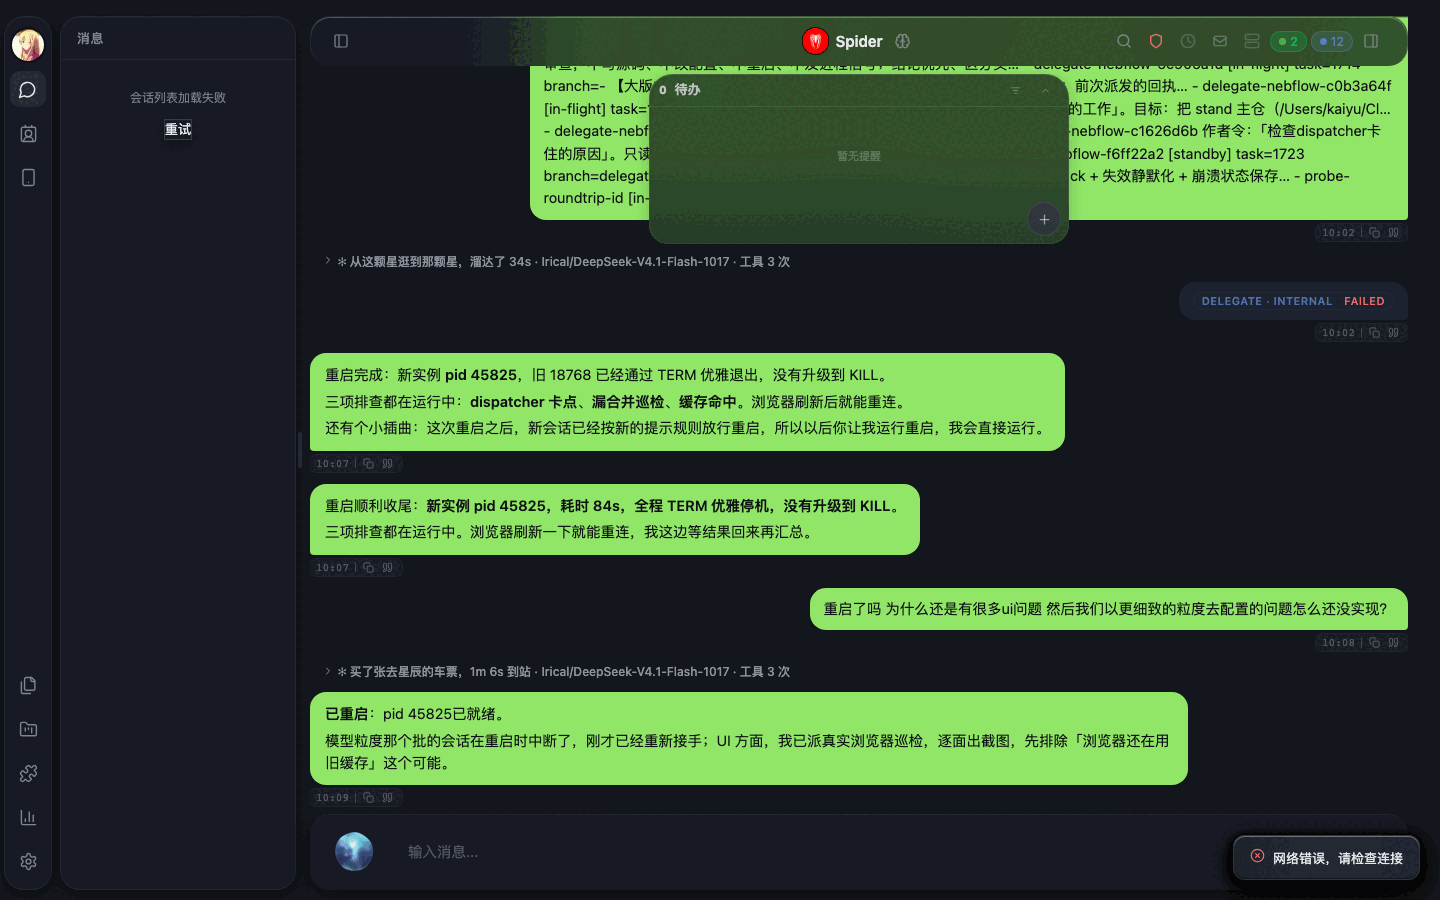 消息
会话列表加载失败
重试
Spider
2
12
branch=- 【大版
前次派发的回执... - delegate-nebflow-c0b3a64f
[in-flight] task=
的工作」。目标：把 stand 主仓（/Users/kaiyu/Cl...
- delegate-nebf
-nebflow-c1626d6b 作者令：「检查dispatcher卡
住的原因」。只读
bflow-f6ff22a2 [standby] task=1723
branch=delegat
ck + 失效静默化 + 崩溃状态保存... - probe-
roundtrip-id [in-
0 待办
暂无提醒
10:02
从这颗星逛到那颗星，溜达了 34s · Irical/DeepSeek-V4.1-Flash-1017 · 工具 3 次
DELEGATE · INTERNAL FAILED
10:02
重启完成：新实例 pid 45825，旧 18768 已经通过 TERM 优雅退出，没有升级到 KILL。
三项排查都在运行中：dispatcher 卡点、漏合并巡检、缓存命中。浏览器刷新后就能重连。
还有个小插曲：这次重启之后，新会话已经按新的提示规则放行重启，所以以后你让我运行重启，我会直接运行。
10:07
重启顺利收尾：新实例 pid 45825，耗时 84s，全程 TERM 优雅停机，没有升级到 KILL。
三项排查都在运行中。浏览器刷新一下就能重连，我这边等结果回来再汇总。
10:07
重启了吗 为什么还是有很多ui问题 然后我们以更细致的粒度去配置的问题怎么还没实现?
10:08
买了张去星辰的车票，1m 6s 到站 · Irical/DeepSeek-V4.1-Flash-1017 · 工具 3 次
已重启：pid 45825已就绪。
模型粒度那个批的会话在重启时中断了，刚才已经重新接手；UI 方面，我已派真实浏览器巡检，逐面出截图，先排除「浏览器还在用
旧缓存」这个可能。
10:09
输入消息...
网络错误，请检查连接